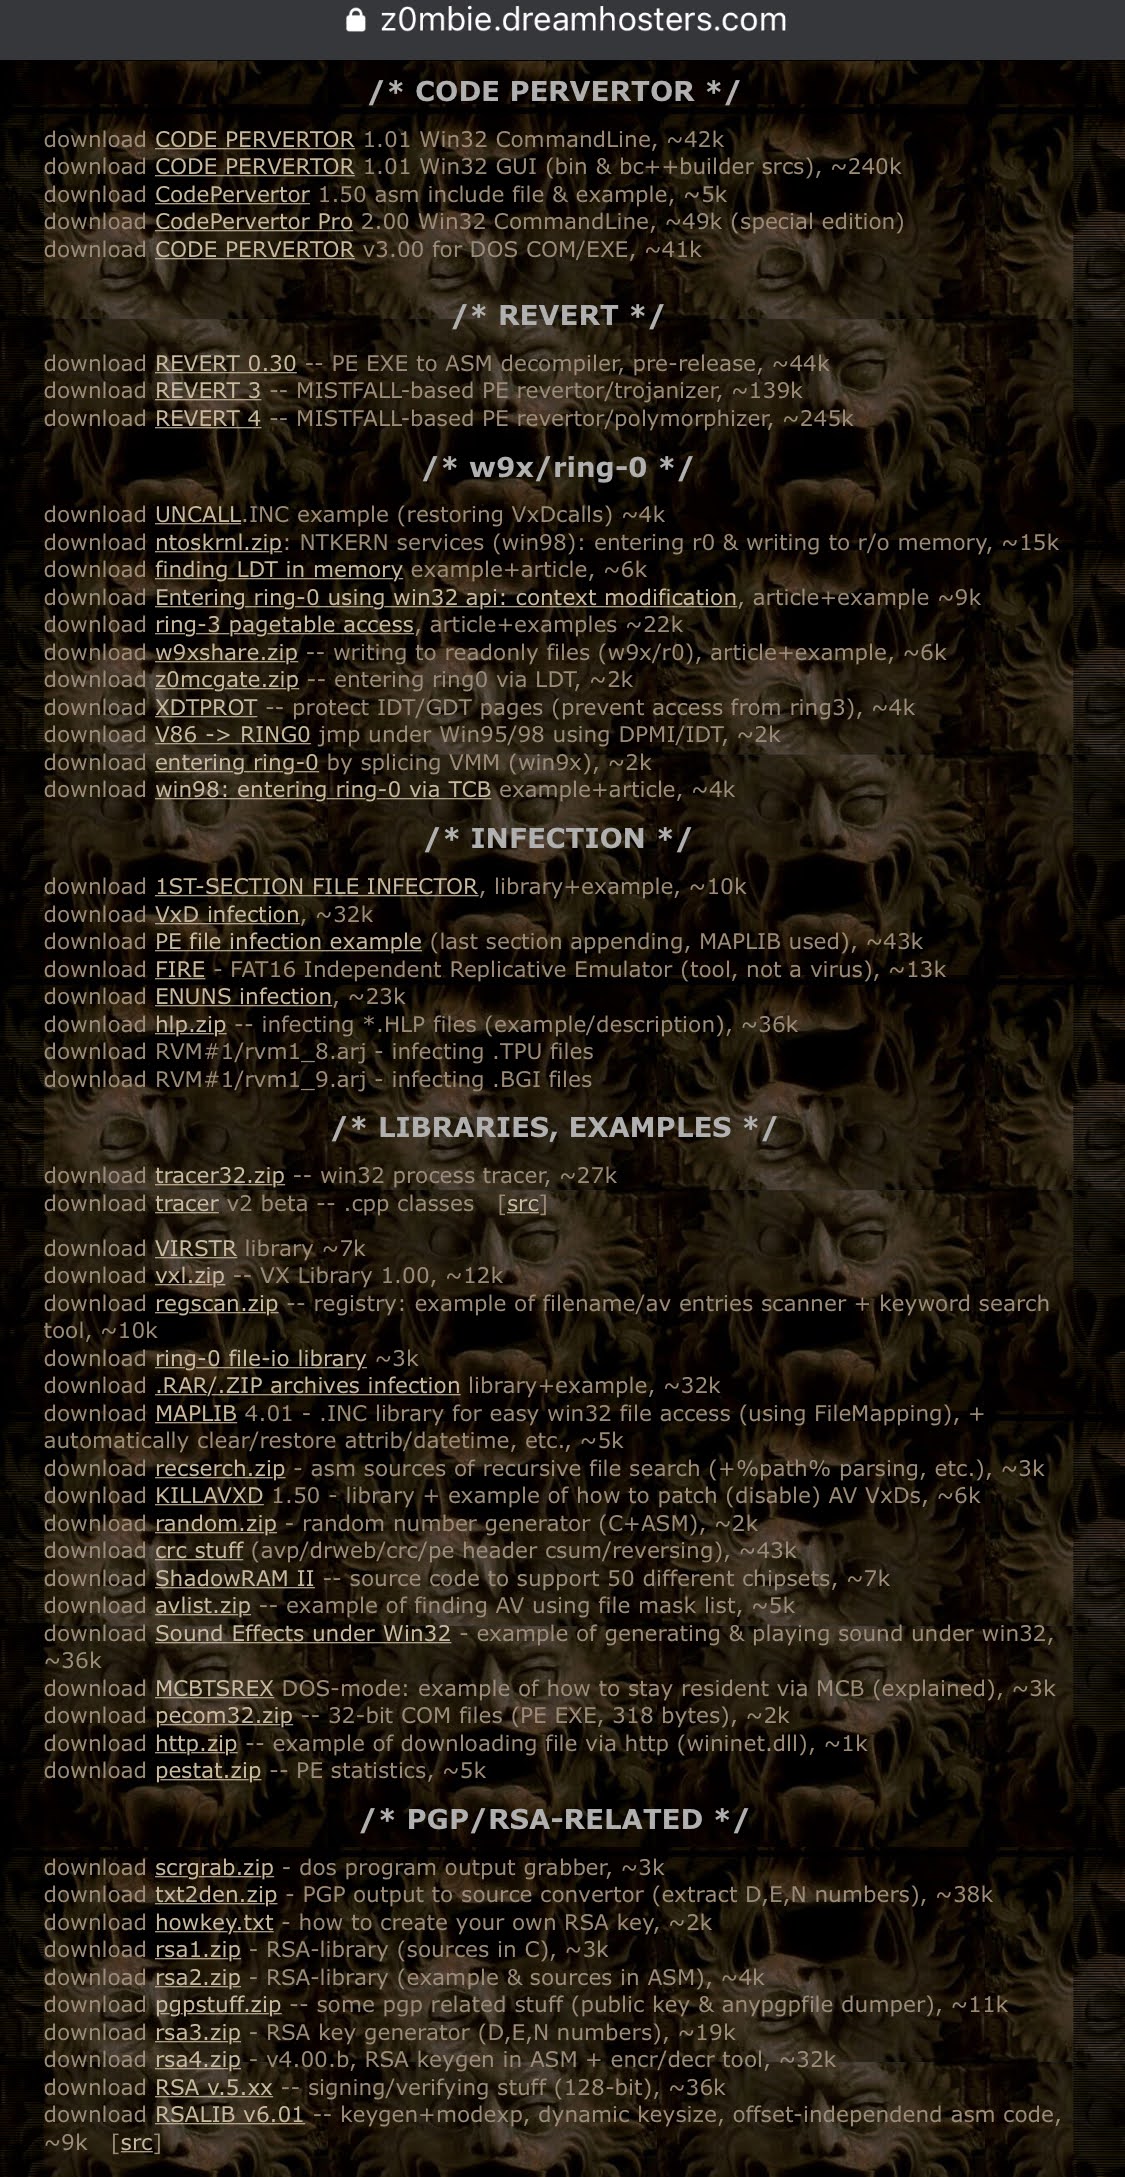 z0mbie.dreamhosters.com
/* CODE PERVERTOR */
download CODE PERVERTOR 1.01 Win32 CommandLine, ~42k
download CODE PERVERTOR 1.01 Win32 GUI (bin & bc++builder srcs), ~240k
download CodePervertor 1.50 asm include file & example, ~5k
download CodePervertor Pro 2.00 Win32 CommandLine, ~49k (special edition)
download CODE PERVERTOR v3.00 for DOS COM/EXE, ~41k
/* REVERT */
download REVERT 0.30 -- PE EXE to ASM decompiler, pre-release, ~44k
download REVERT 3 -- MISTFALL-based PE revertor/trojanizer, ~139k
download REVERT 4 -- MISTFALL-based PE revertor/polymorphizer, ~245k
/* w9x/ring-0 */
download UNCALL.INC example (restoring VxDcalls) ~4k
download ntoskrnl.zip: NTKERN services (win98): entering r0 & writing to r/o memory, ~15k
download finding LDT in memory example+article, ~6k
download Entering ring-0 using win32 api: context modification, article+example ~9k
download ring-3 pagetable access, article+examples ~22k
download w9xshare.zip -- writing to readonly files (w9x/r0), article+example, ~6k
download z0mcgate.zip -- entering ring0 via LDT, ~2k
download XDTPROT -- protect IDT/GDT pages (prevent access from ring3), ~4k
download V86 -> RING0 jmp under Win95/98 using DPMI/IDT, ~2k
download entering ring-0 by splicing VMM (win9x), ~2k
download win98: entering ring-0 via TCB example+article, ~4k
/* INFECTION */
download 1ST-SECTION FILE INFECTOR, library+example, ~10k
download VxD infection, ~32k
download PE file infection example (last section appending, MAPLIB used), ~43k
download FIRE - FAT16 Independent Replicative Emulator (tool, not a virus), ~13k
download ENUNS infection, ~23k
download hlp.zip -- infecting *.HLP files (example/description), ~36k
download RVM#1/rvm1_8.arj - infecting .TPU files
download RVM#1/rvm1_9.arj - infecting .BGI files
/* LIBRARIES, EXAMPLES */
download tracer32.zip -- win32 process tracer, ~27k
download tracer v2 beta -- .cpp classes [src]
download VIRSTR library ~7k
download vxl.zip -- VX Library 1.00, ~12k
download regscan.zip -- registry: example of filename/av entries scanner + keyword search
tool, ~10k
download ring-0 file-io library ~3k
download .RAR/.ZIP archives infection library+example, ~32k
download MAPLIB 4.01 - .INC library for easy win32 file access (using FileMapping), +
automatically clear/restore attrib/datetime, etc., ~5k
download recserch.zip - asm sources of recursive file search (+%path% parsing, etc.), ~3k
download KILLAVXD 1.50 - library + example of how to patch (disable) AV VxDs, ~6k
download random.zip - random number generator (C+ASM), ~2k
download crc stuff (avp/drweb/crc/pe header csum/reversing), ~43k
download ShadowRAM II -- source code to support 50 different chipsets, ~7k
download avlist.zip -- example of finding AV using file mask list, ~5k
download Sound Effects under Win32 - example of generating & playing sound under win32,
~36k
download MCBTSREX DOS-mode: example of how to stay resident via MCB (explained), ~3k
download pecom32.zip -- 32-bit COM files (PE EXE, 318 bytes), ~2k
download http.zip -- example of downloading file via http (wininet.dll), ~1k
download pestat.zip -- PE statistics, ~5k
/* PGP/RSA-RELATED */
download scrgrab.zip - dos program output grabber, ~3k
download txt2den.zip - PGP output to source convertor (extract D,E,N numbers), ~38k
download howkey.txt - how to create your own RSA key, ~2k
download rsa1.zip - RSA-library (sources in C), ~3k
download rsa2.zip - RSA-library (example & sources in ASM), ~4k
download pgpstuff.zip -- some pgp related stuff (public key & anypgpfile dumper), ~11k
download rsa3.zip - RSA key generator (D,E,N numbers), ~19k
download rsa4.zip - v4.00.b, RSA keygen in ASM + encr/decr tool, ~32k
download RSA v.5.xx -- signing/verifying stuff (128-bit), ~36k
download RSALIB v6.01 -- keygen+modexp, dynamic keysize, offset-independend asm code,
~9k [src]